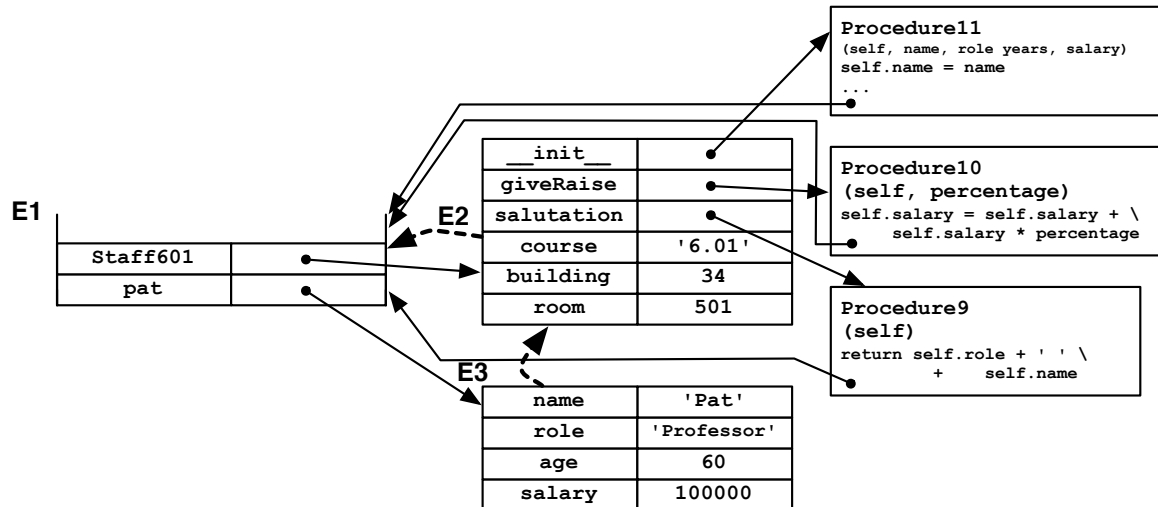 Procedure11
(self, name, role years, salary)
self.name = name
...
E1
Staff601
pat
E2
__init__
giveRaise
salutation
course '6.01'
building 34
room 501
Procedure10
(self, percentage)
self.salary = self.salary + \
self.salary * percentage
Procedure9
(self)
return self.role + ' ' \
+ self.name
E3
name 'Pat'
role 'Professor'
age 60
salary 100000